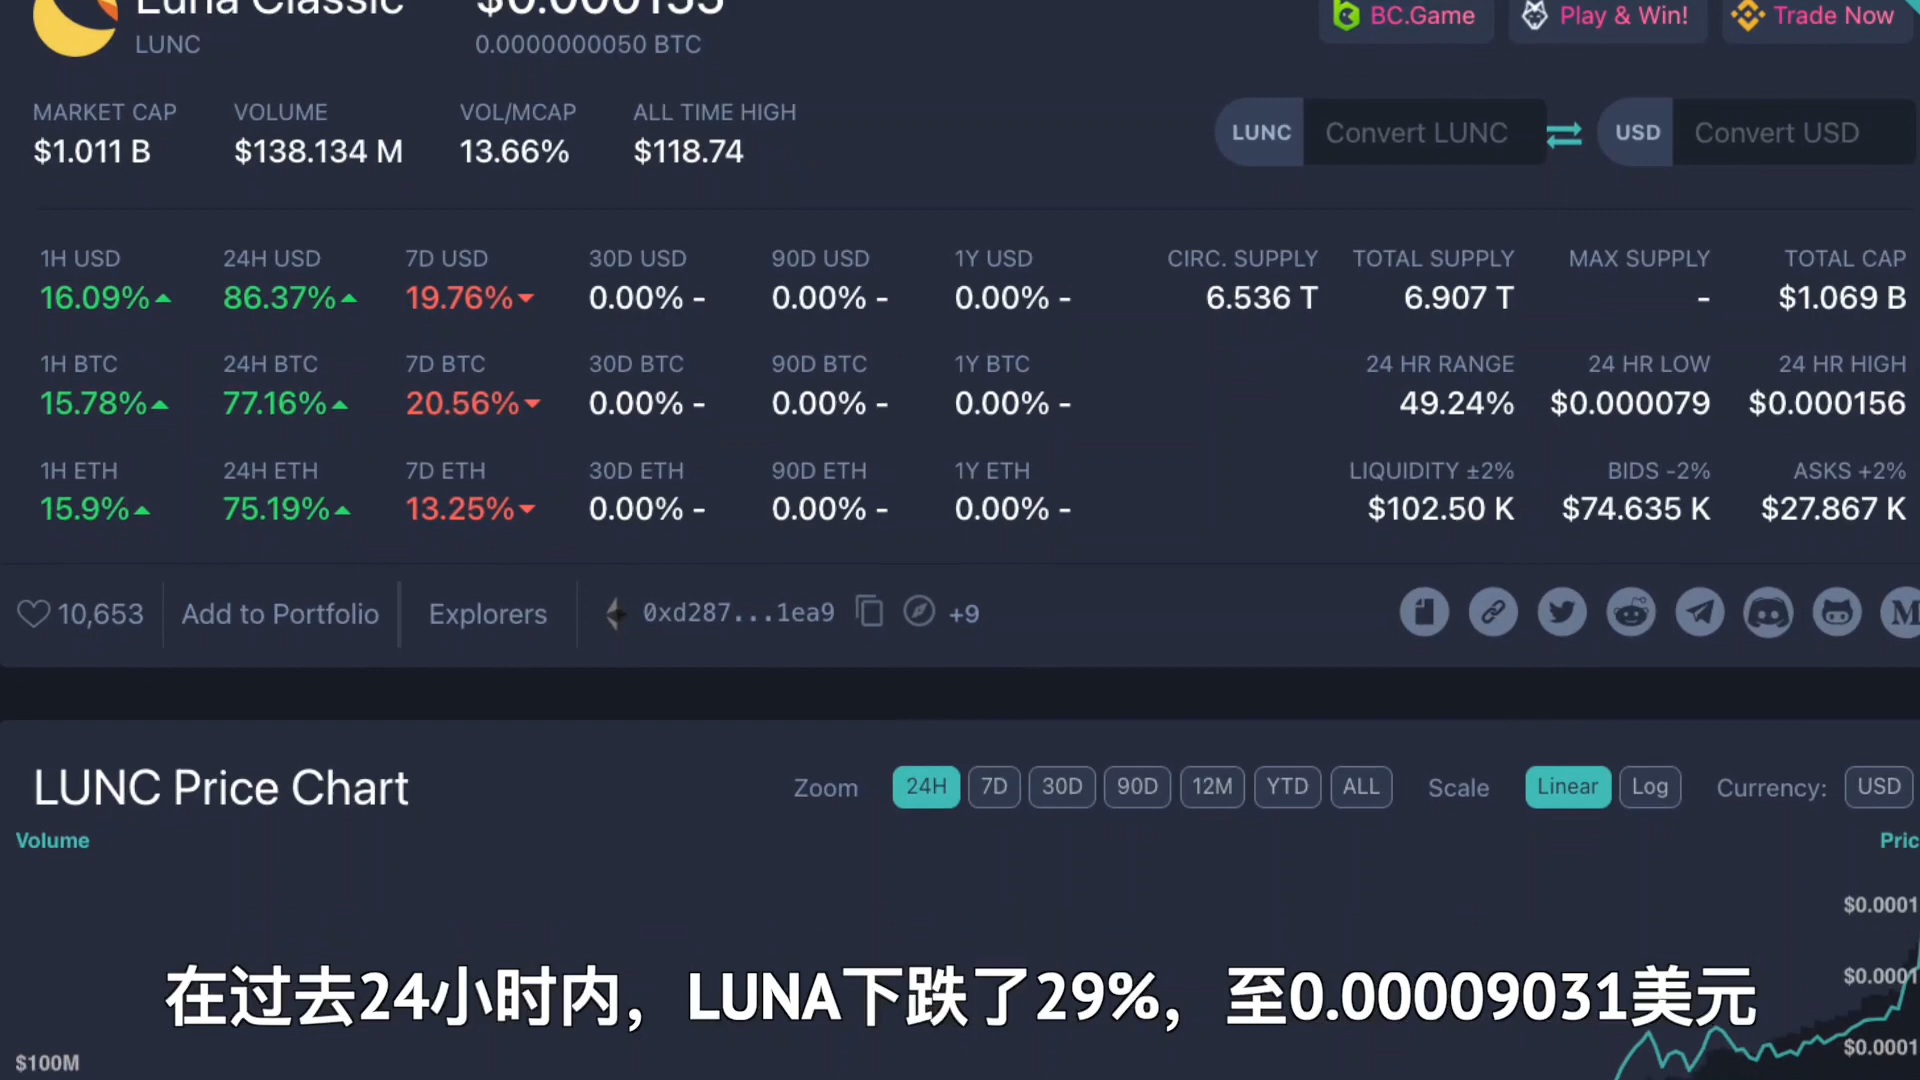 Luna Classic
LUNC
0.0000000050 BTC
BC.Game
Play & Win!
Trade Now
MARKET CAP
$1.011 B
VOLUME
$138.134 M
VOL/MCAP
13.66%
ALL TIME HIGH
$118.74
LUNC
Convert LUNC
USD
Convert USD
1H USD 24H USD 7D USD 30D USD 90D USD 1Y USD CIRC. SUPPLY TOTAL SUPPLY MAX SUPPLY TOTAL CAP
16.09% 86.37% 19.76% 0.00% - 0.00% - 0.00% - 6.536 T 6.907 T - $1.069 B
1H BTC 24H BTC 7D BTC 30D BTC 90D BTC 1Y BTC 24 HR RANGE 24 HR LOW 24 HR HIGH
15.78% 77.16% 20.56% 0.00% - 0.00% - 0.00% - 49.24% $0.000079 $0.000156
1H ETH 24H ETH 7D ETH 30D ETH 90D ETH 1Y ETH LIQUIDITY ±2% BIDS -2% ASKS +2%
15.9% 75.19% 13.25% 0.00% - 0.00% - 0.00% - $102.50 K $74.635 K $27.867 K
10,653 Add to Portfolio Explorers 0xd287...1ea9 +9
LUNC Price Chart Zoom 24H 7D 30D 90D 12M YTD ALL Scale Linear Log Currency: USD
Volume Pric
$0.0001
$0.0001
在过去24小时内，LUNA下跌了29%，至0.00009031美元
$0.0001
$100M